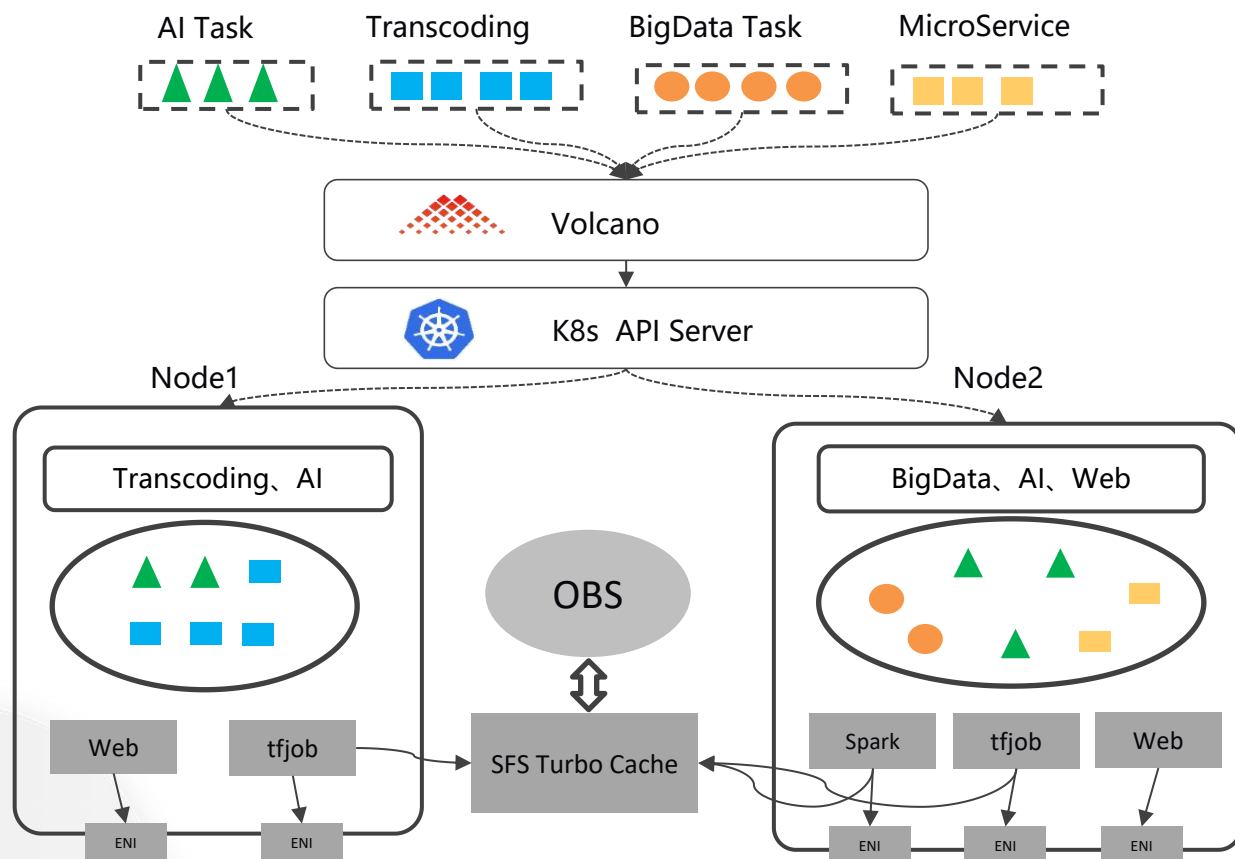 AI Task
Transcoding
BigData Task
MicroService
Volcano
K8s API Server
Node1
Node2
Transcoding、AI
BigData、AI、Web
OBS
Web
tfjob
SFS Turbo Cache
Spark
tfjob
Web
ENI
ENI
ENI
ENI
ENI